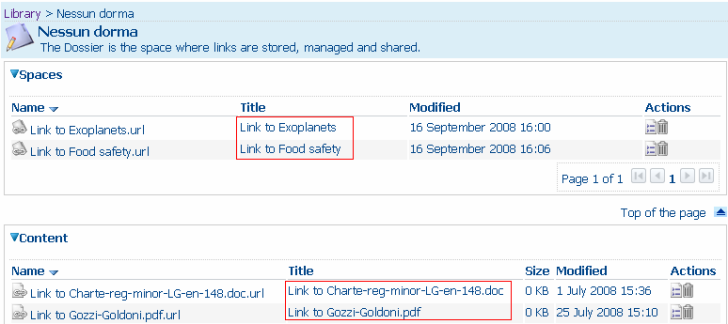 Library > Nessun dorma
Nessun dorma
The Dossier is the space where links are stored, managed and shared.
Spaces
Name Title Modified Actions
Link to Exoplanets.url Link to Exoplanets 16 September 2008 16:00
Link to Food safety.url Link to Food safety 16 September 2008 16:06
Page 1 of 1 1
Top of the page
Content
Name Title Size Modified Actions
Link to Charte-reg-minor-LG-en-148.doc.url Link to Charte-reg-minor-LG-en-148.doc 0 KB 1 July 2008 15:36
Link to Gozzi-Goldoni.pdf.url Link to Gozzi-Goldoni.pdf 0 KB 25 July 2008 15:10